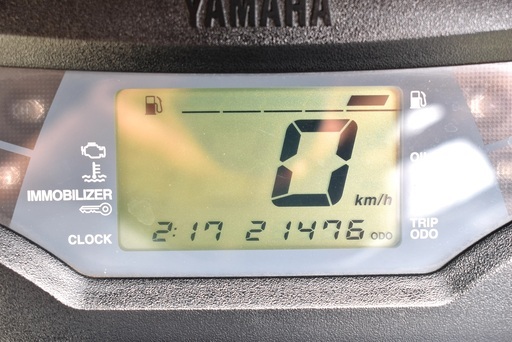 YAMAHA
0
km/h
IMMOBILIZER
CLOCK
2:17 21476 ODO
TRIP
ODO